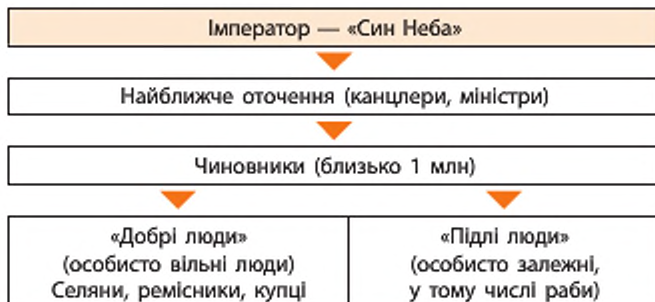 Імператор — «Син Неба»
Найближче оточення (канцлери, міністри)
Чиновники (близько 1 млн)
«Добрі люди»
(особисто вільні люди)
Селяни, ремісники, купці
«Підлі люди»
(особисто залежні,
у тому числі раби)